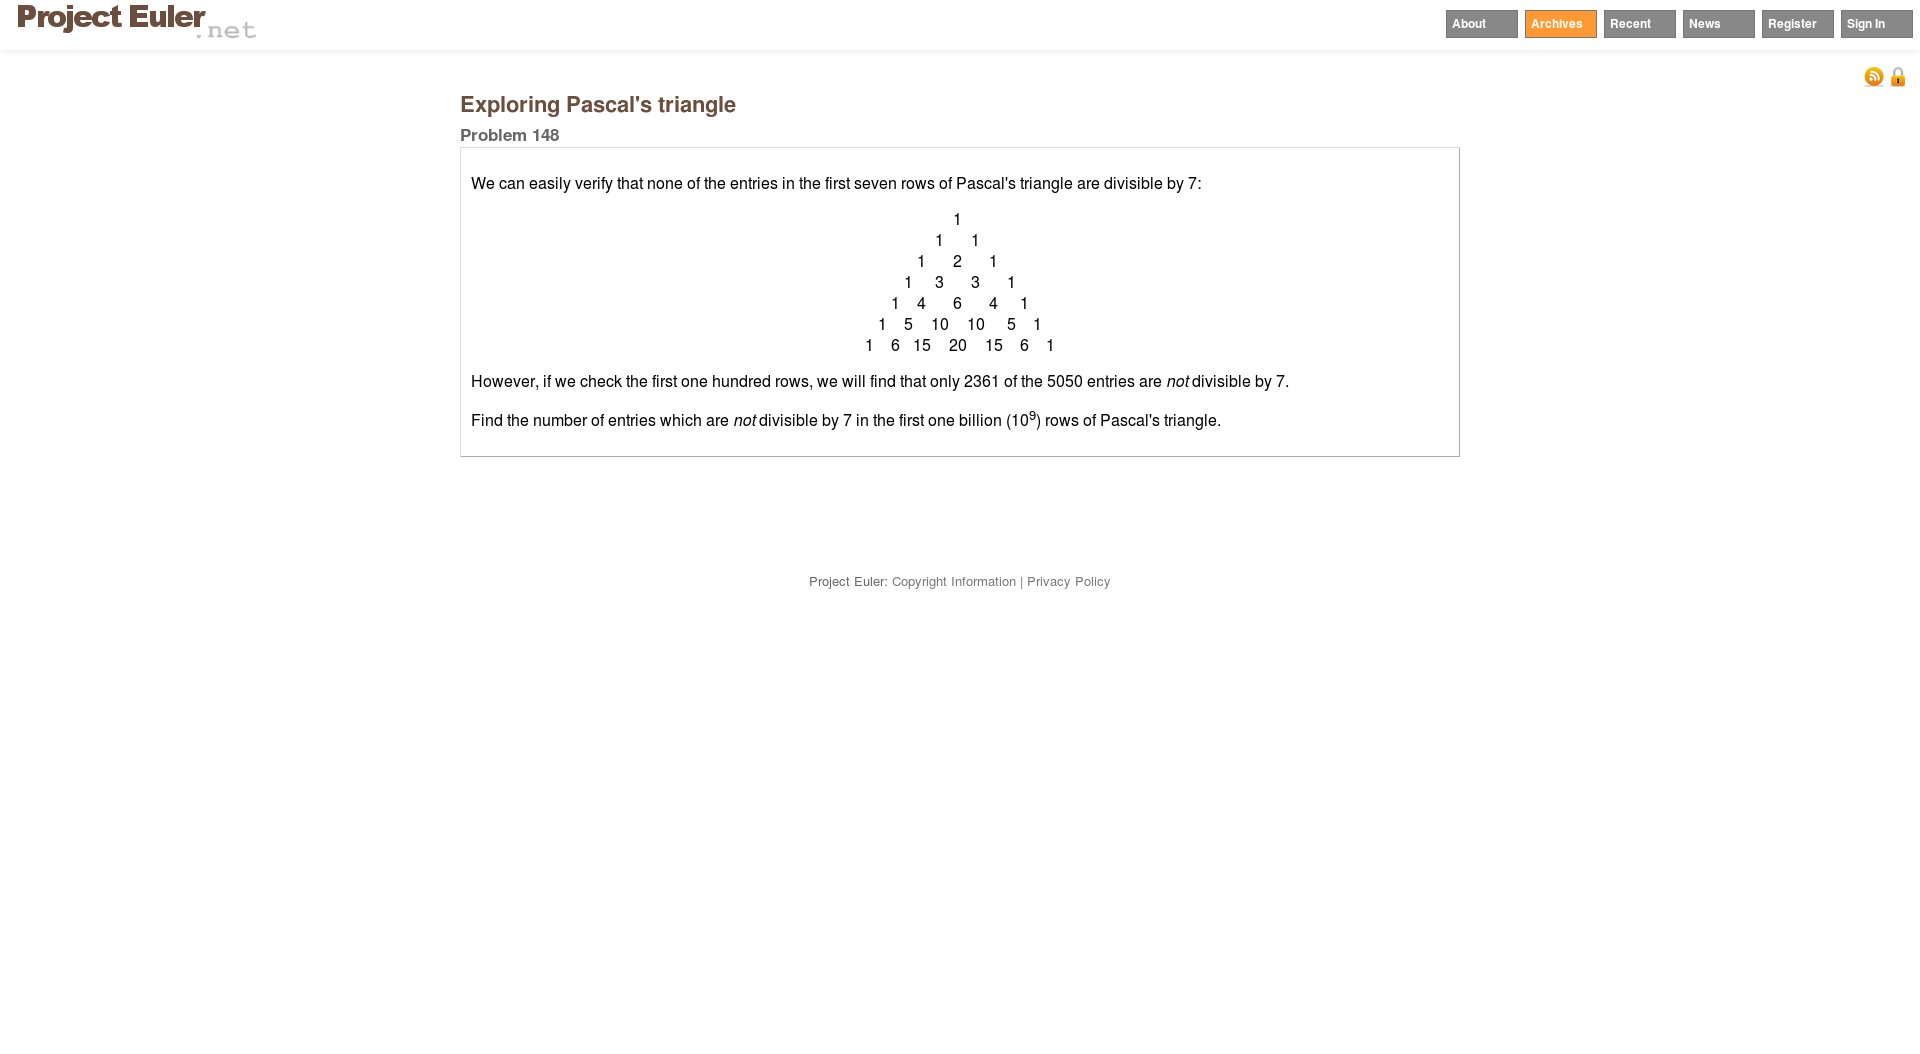 Project Euler.net
About Archives Recent News Register Sign In
Exploring Pascal's triangle
Problem 148
We can easily verify that none of the entries in the first seven rows of Pascal's triangle are divisible by 7:
1
1 1
1 2 1
1 3 3 1
1 4 6 4 1
1 5 10 10 5 1
1 6 15 20 15 6 1
However, if we check the first one hundred rows, we will find that only 2361 of the 5050 entries are not divisible by 7.
Find the number of entries which are not divisible by 7 in the first one billion (10⁹) rows of Pascal's triangle.
Project Euler: Copyright Information | Privacy Policy